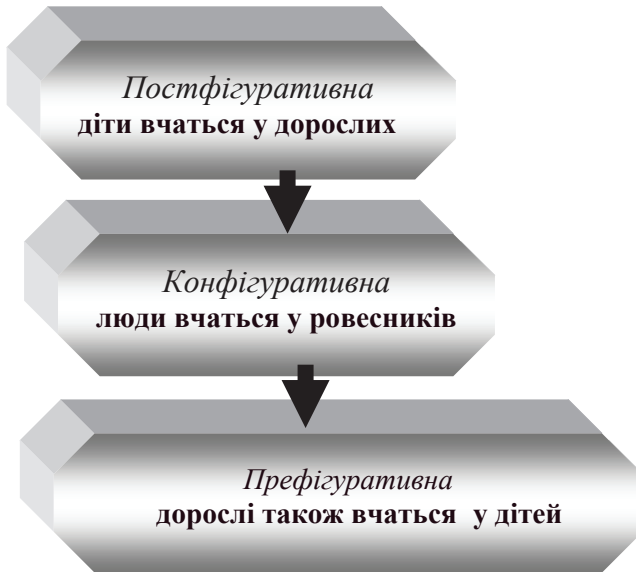 Постфігуративна
діти вчаться у дорослих
Конфігуративна
люди вчаться у ровесників
Префігуративна
дорослі також вчаться у дітей